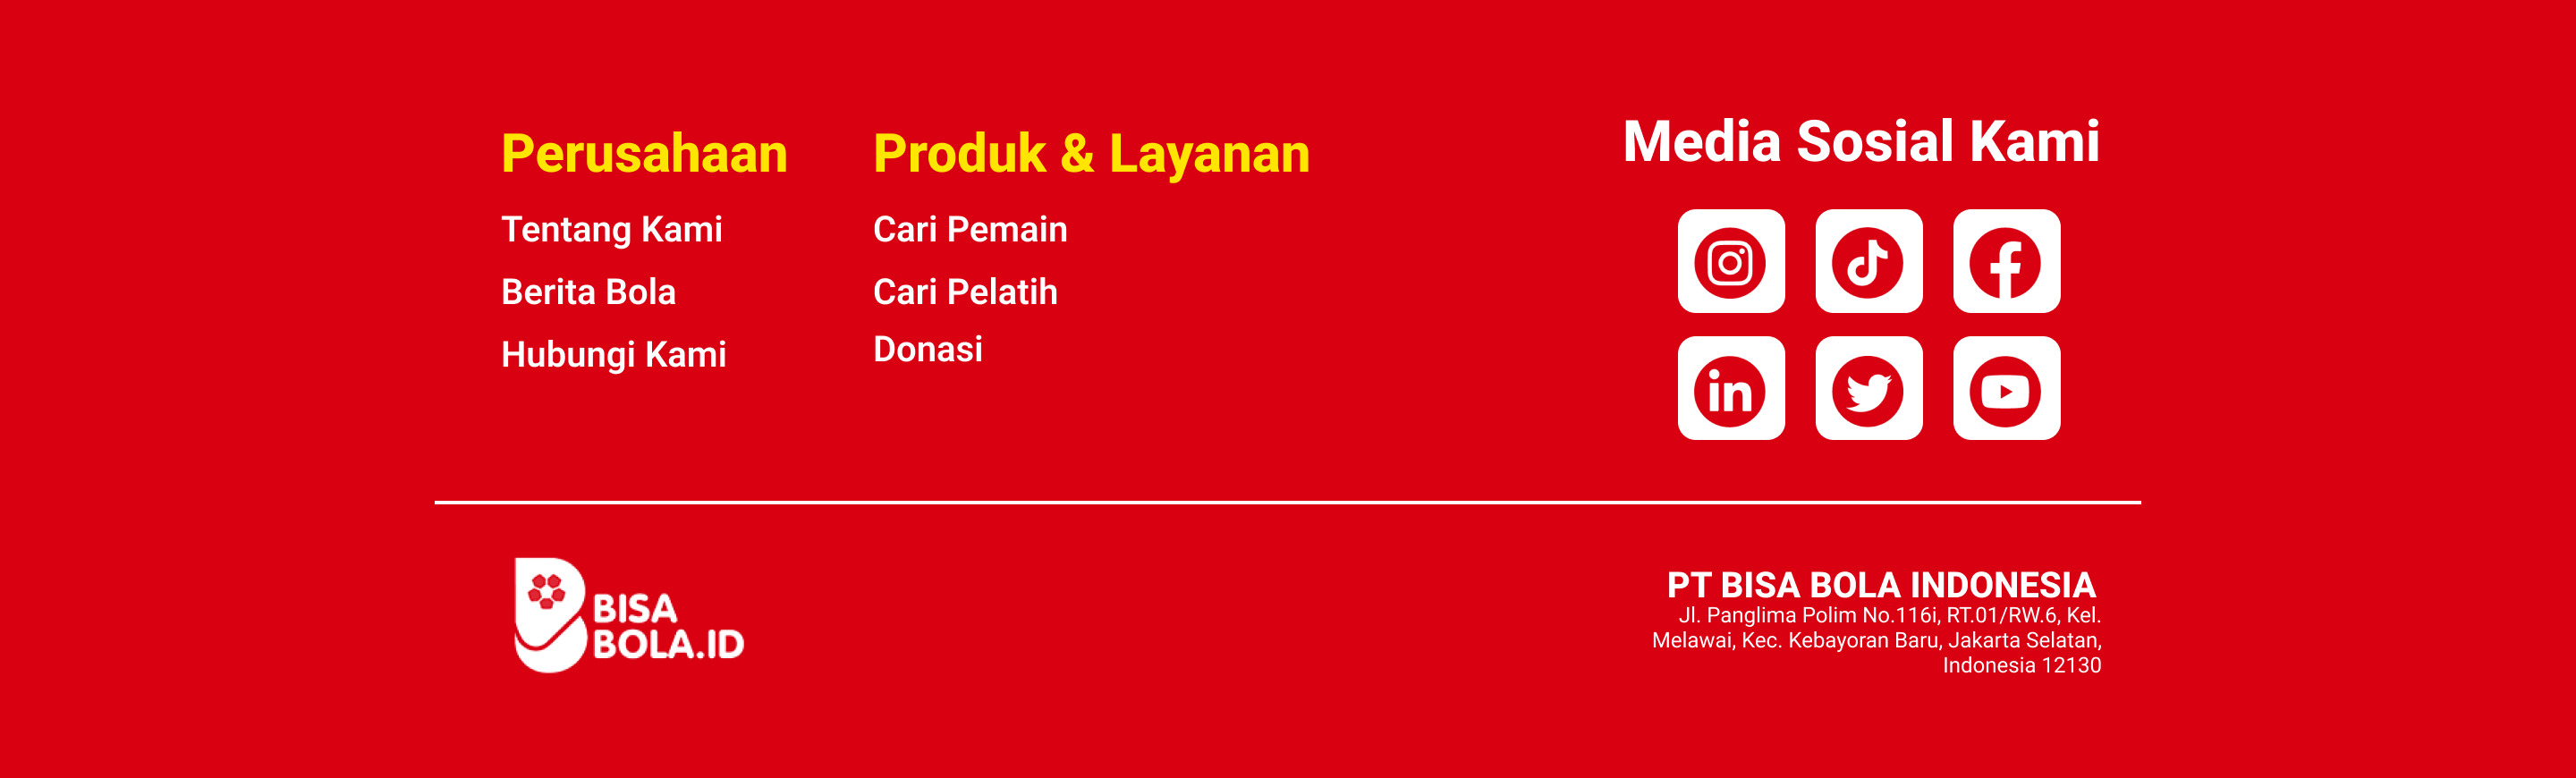 Perusahaan
Tentang Kami
Berita Bola
Hubungi Kami
Produk & Layanan
Cari Pemain
Cari Pelatih
Donasi
Media Sosial Kami
BISA
BOLA.ID
PT BISA BOLA INDONESIA
Jl. Panglima Polim No.116i, RT.01/RW.6, Kel.
Melawai, Kec. Kebayoran Baru, Jakarta Selatan,
Indonesia 12130